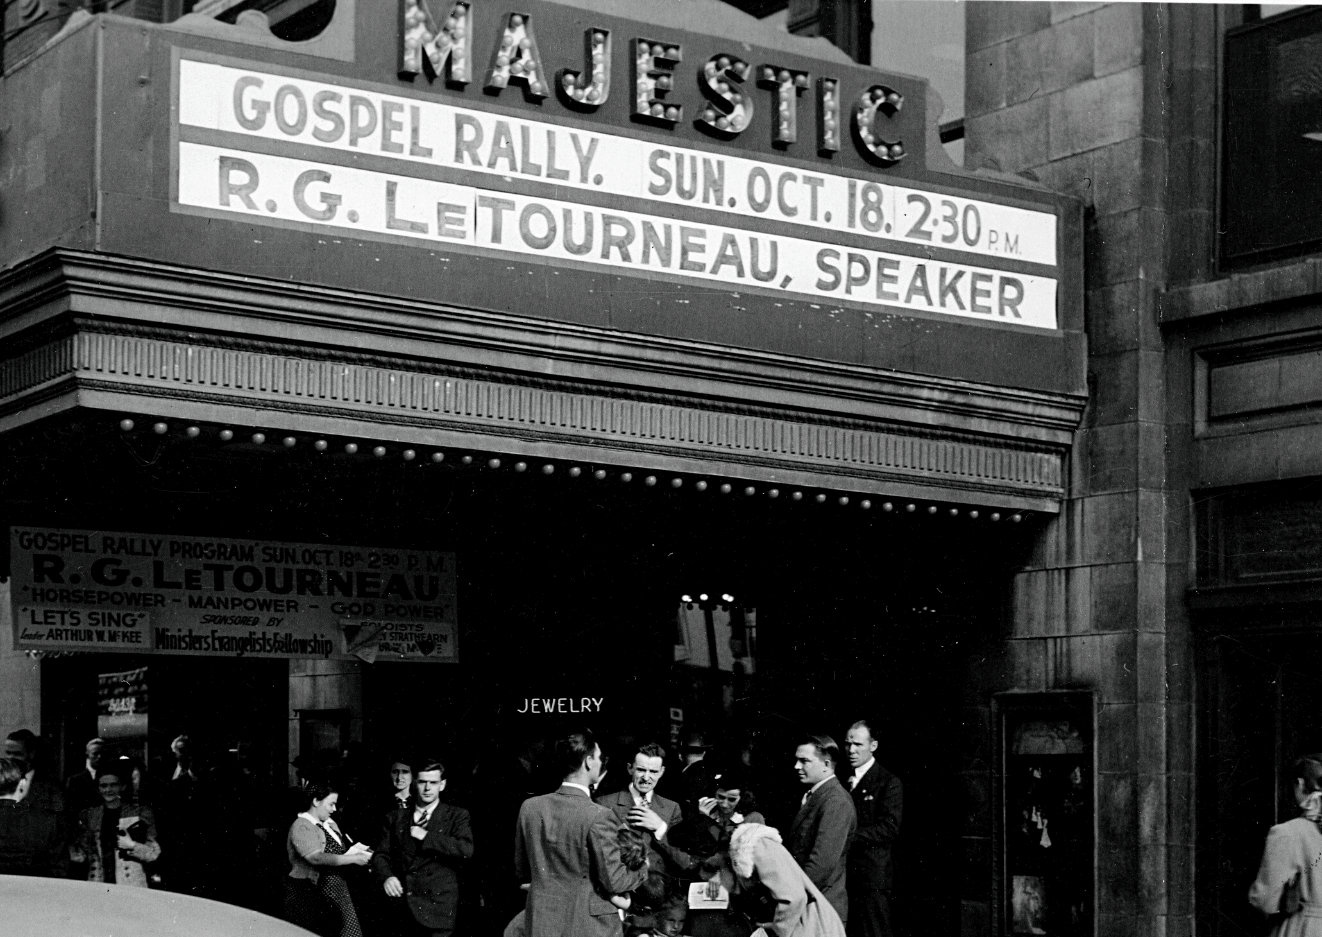 MAJESTIC
GOSPEL RALLY. SUN. OCT. 18. 2·30 P.M.
R. G. LeTOURNEAU, SPEAKER
"GOSPEL RALLY PROGRAM" SUN. OCT. 18th 2:30 P. M.
R. G. LeTOURNEAU
"HORSEPOWER - MANPOWER - GOD POWER"
"LET'S SING"
Leader ARTHUR W. McKEE
SPONSORED BY
Ministers Evangelists Fellowship
SOLOISTS
STRATHEARN
JEWELRY